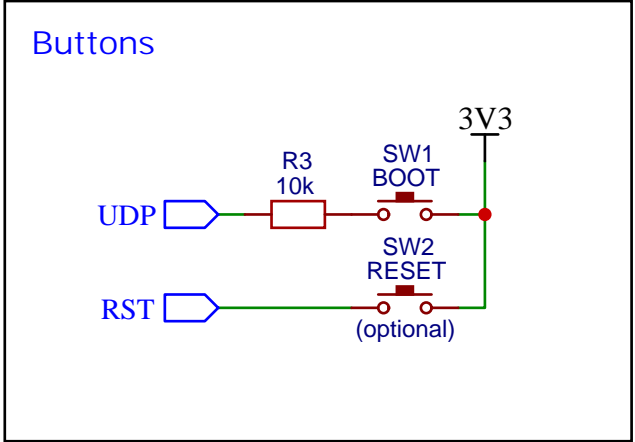 Buttons
3V3
R3
10k
SW1
BOOT
UDP
SW2
RESET
RST
(optional)